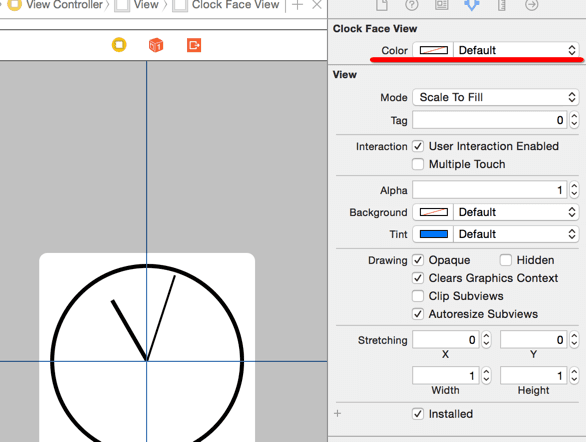 View Controller View Clock Face View
Clock Face View
Color Default
View
Mode Scale To Fill
Tag 0
Interaction User Interaction Enabled
Multiple Touch
Alpha 1
Background Default
Tint Default
Drawing Opaque Hidden
Clears Graphics Context
Clip Subviews
Autoresize Subviews
Stretching 0 0
X Y
1 1
Width Height
Installed